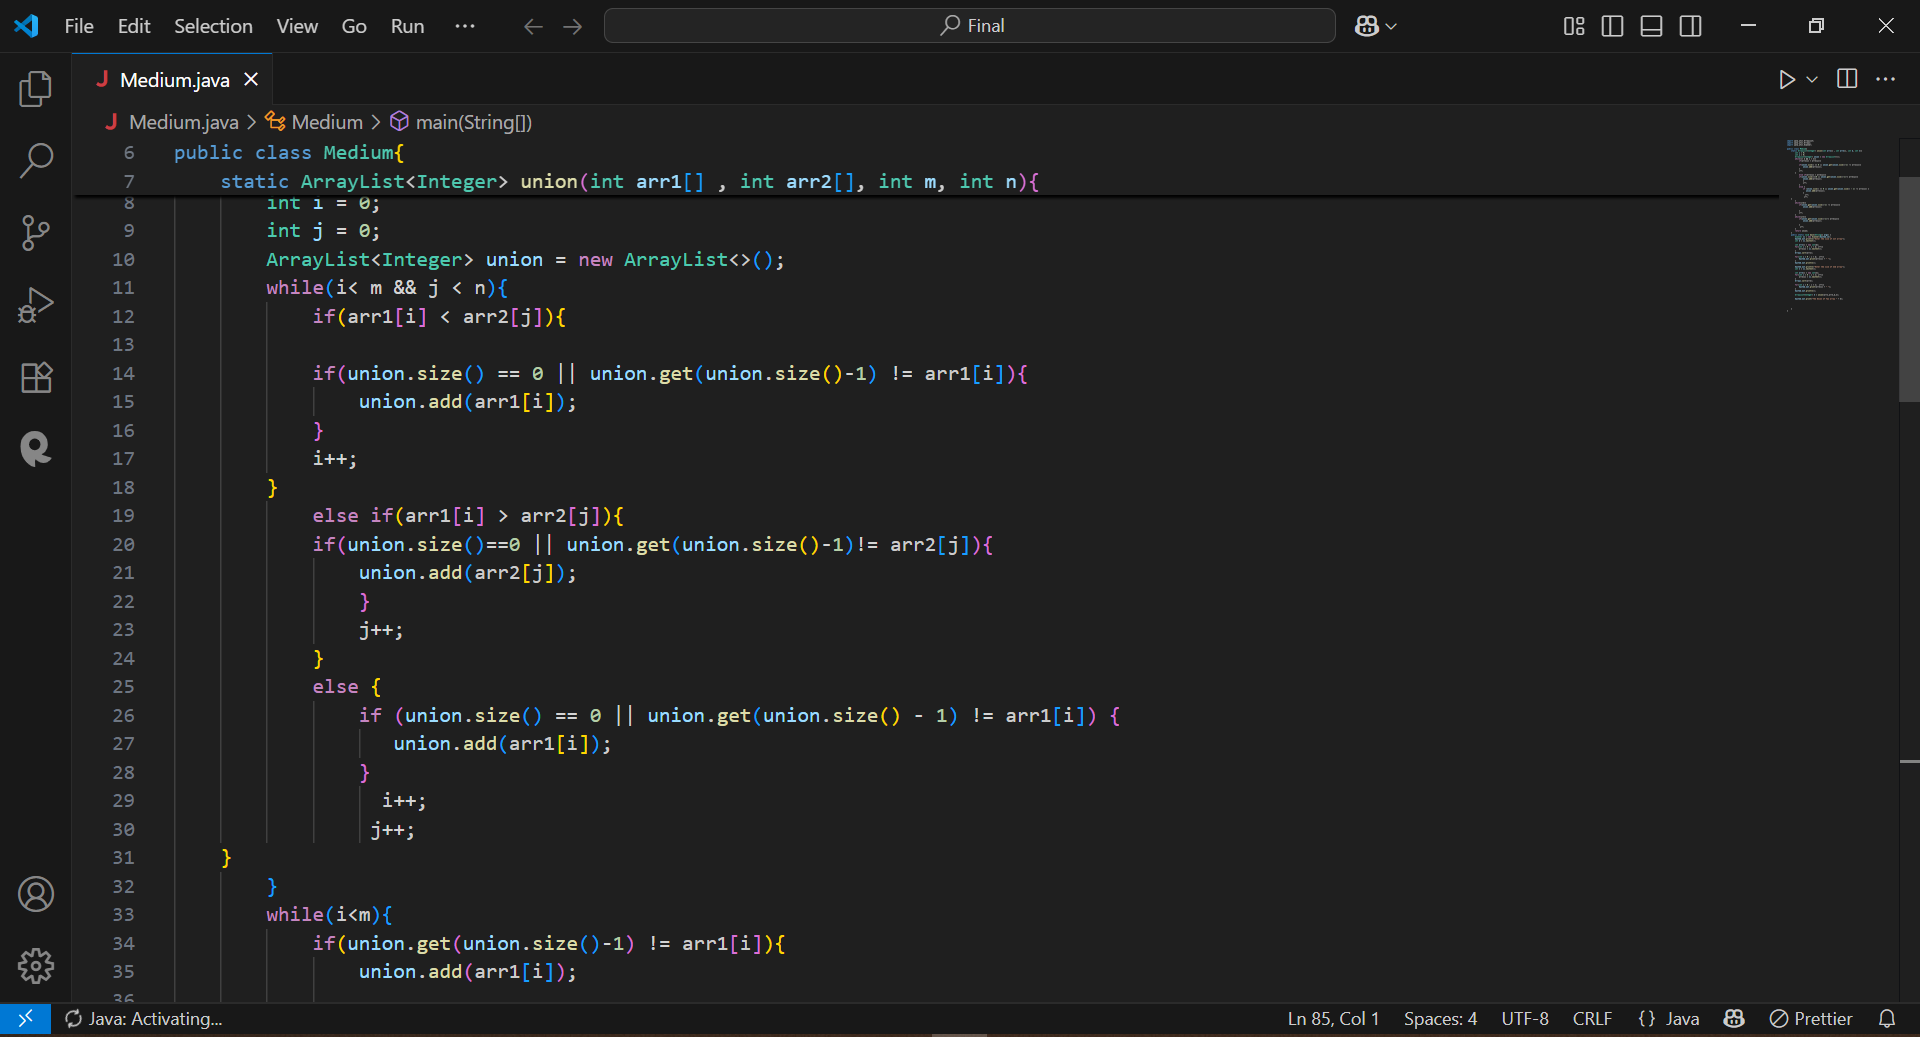 File Edit Selection View Go Run ··· Final
Medium.java
Medium.java > Medium > main(String[])
6 public class Medium{
7 static ArrayList<Integer> union(int arr1[] , int arr2[], int m, int n){
8 int i = 0;
9 int j = 0;
10 ArrayList<Integer> union = new ArrayList<>();
11 while(i< m && j < n){
12 if(arr1[i] < arr2[j]){
13
14 if(union.size() == 0 || union.get(union.size()-1) != arr1[i]){
15 union.add(arr1[i]);
16 }
17 i++;
18 }
19 else if(arr1[i] > arr2[j]){
20 if(union.size()==0 || union.get(union.size()-1)!= arr2[j]){
21 union.add(arr2[j]);
22 }
23 j++;
24 }
25 else {
26 if (union.size() == 0 || union.get(union.size() - 1) != arr1[i]) {
27 union.add(arr1[i]);
28 }
29 i++;
30 j++;
31 }
32 }
33 while(i<m){
34 if(union.get(union.size()-1) != arr1[i]){
35 union.add(arr1[i]);
36
Java: Activating... Ln 85, Col 1 Spaces: 4 UTF-8 CRLF {} Java Prettier